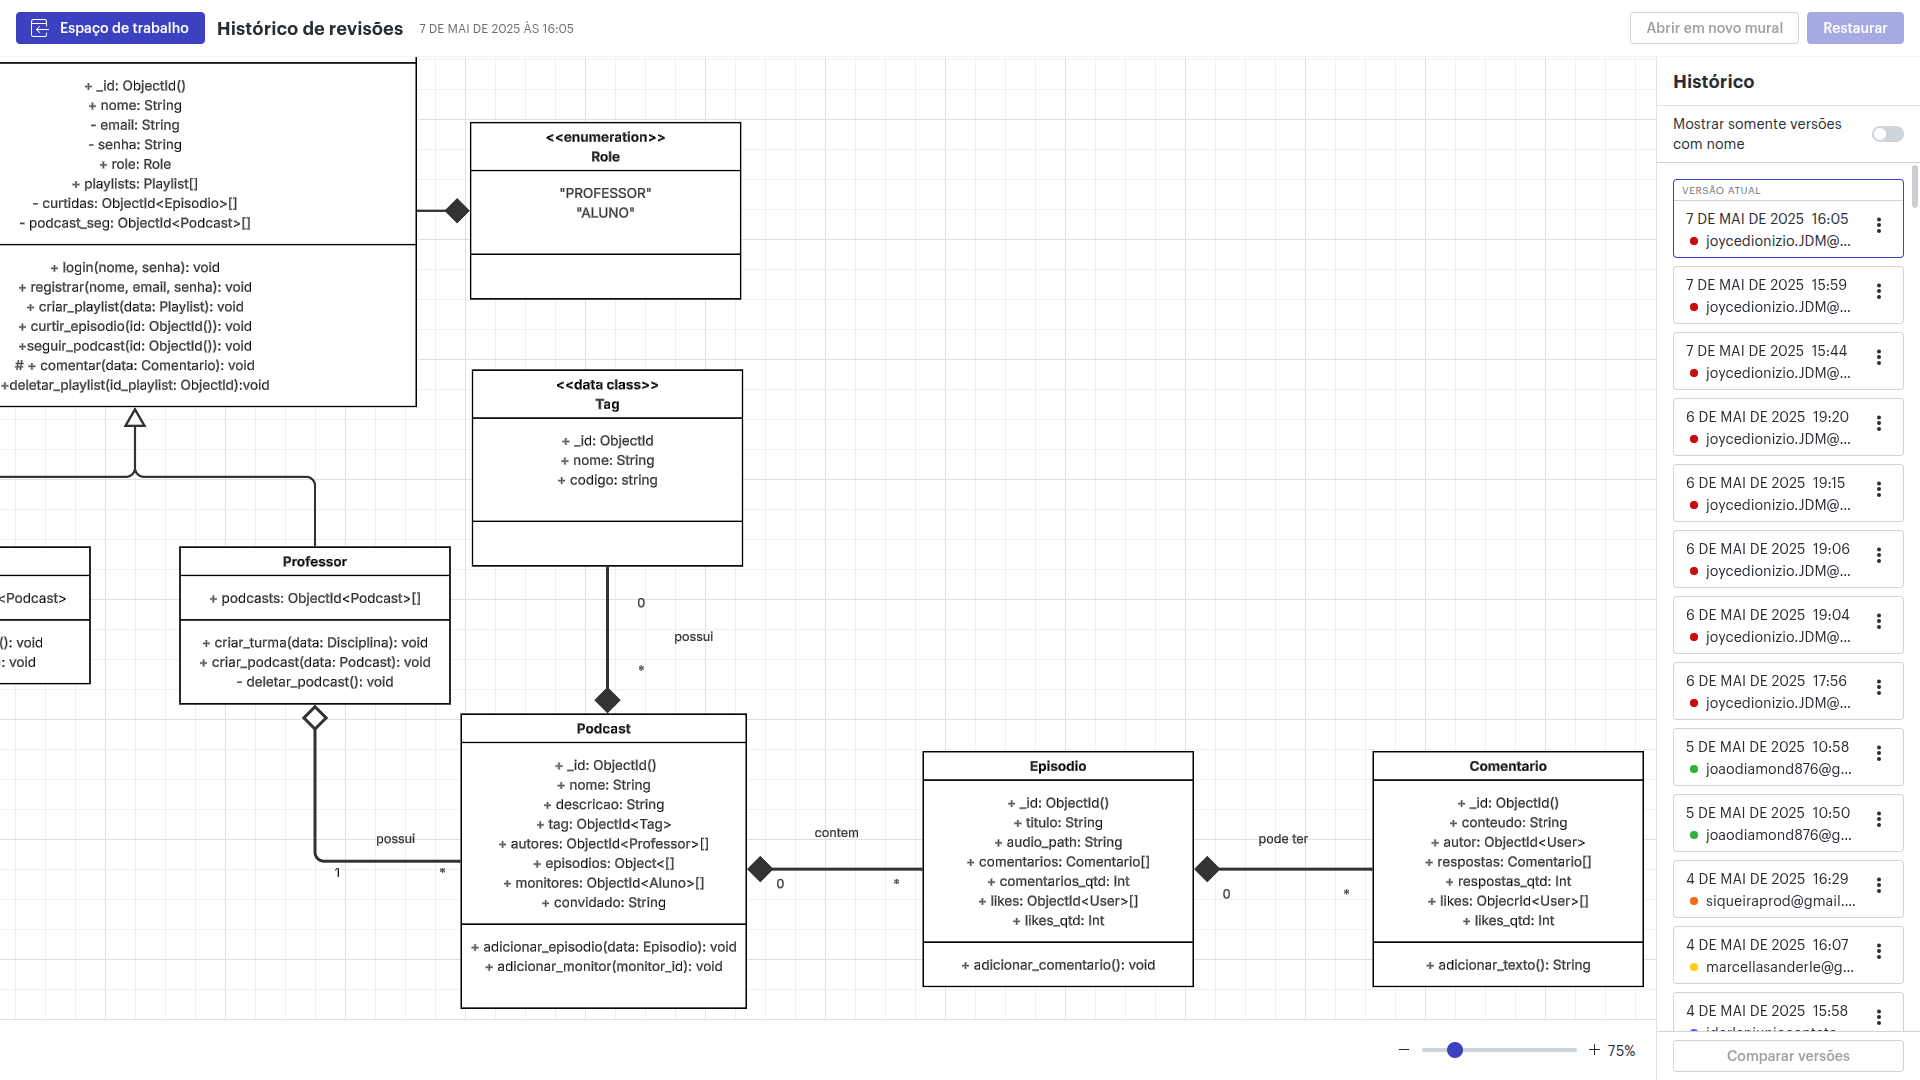 Espaço de trabalho
Histórico de revisões
7 DE MAI DE 2025 ÀS 16:05
Abrir em novo mural
Restaurar
+ _id: ObjectId()
+ nome: String
- email: String
- senha: String
+ role: Role
+ playlists: Playlist[]
- curtidas: ObjectId<Episodio>[]
- podcast_seg: ObjectId<Podcast>[]
+ login(nome, senha): void
+ registrar(nome, email, senha): void
+ criar_playlist(data: Playlist): void
+ curtir_episodio(id: ObjectId()): void
+seguir_podcast(id: ObjectId()): void
# + comentar(data: Comentario): void
+deletar_playlist(id_playlist: ObjectId):void
<<enumeration>>
Role
"PROFESSOR"
"ALUNO"
<<data class>>
Tag
+ _id: ObjectId
+ nome: String
+ codigo: string
<Podcast>
(): void
: void
Professor
+ podcasts: ObjectId<Podcast>[]
+ criar_turma(data: Disciplina): void
+ criar_podcast(data: Podcast): void
- deletar_podcast(): void
0
possui
*
possui
1
*
Podcast
+ _id: ObjectId()
+ nome: String
+ descricao: String
+ tag: ObjectId<Tag>
+ autores: ObjectId<Professor>[]
+ episodios: Object<[]
+ monitores: ObjectId<Aluno>[]
+ convidado: String
+ adicionar_episodio(data: Episodio): void
+ adicionar_monitor(monitor_id): void
contem
0
*
Episodio
+ _id: ObjectId()
+ titulo: String
+ audio_path: String
+ comentarios: Comentario[]
+ comentarios_qtd: Int
+ likes: ObjectId<User>[]
+ likes_qtd: Int
+ adicionar_comentario(): void
pode ter
0
*
Comentario
+ _id: ObjectId()
+ conteudo: String
+ autor: ObjectId<User>
+ respostas: Comentario[]
+ respostas_qtd: Int
+ likes: ObjecrId<User>[]
+ likes_qtd: Int
+ adicionar_texto(): String
75%
Histórico
Mostrar somente versões
com nome
VERSÃO ATUAL
7 DE MAI DE 2025 16:05
joycedionizio.JDM@...
7 DE MAI DE 2025 15:59
joycedionizio.JDM@...
7 DE MAI DE 2025 15:44
joycedionizio.JDM@...
6 DE MAI DE 2025 19:20
joycedionizio.JDM@...
6 DE MAI DE 2025 19:15
joycedionizio.JDM@...
6 DE MAI DE 2025 19:06
joycedionizio.JDM@...
6 DE MAI DE 2025 19:04
joycedionizio.JDM@...
6 DE MAI DE 2025 17:56
joycedionizio.JDM@...
5 DE MAI DE 2025 10:58
joaodiamond876@g...
5 DE MAI DE 2025 10:50
joaodiamond876@g...
4 DE MAI DE 2025 16:29
siqueiraprod@gmail....
4 DE MAI DE 2025 16:07
marcellasanderle@g...
4 DE MAI DE 2025 15:58
Comparar versões